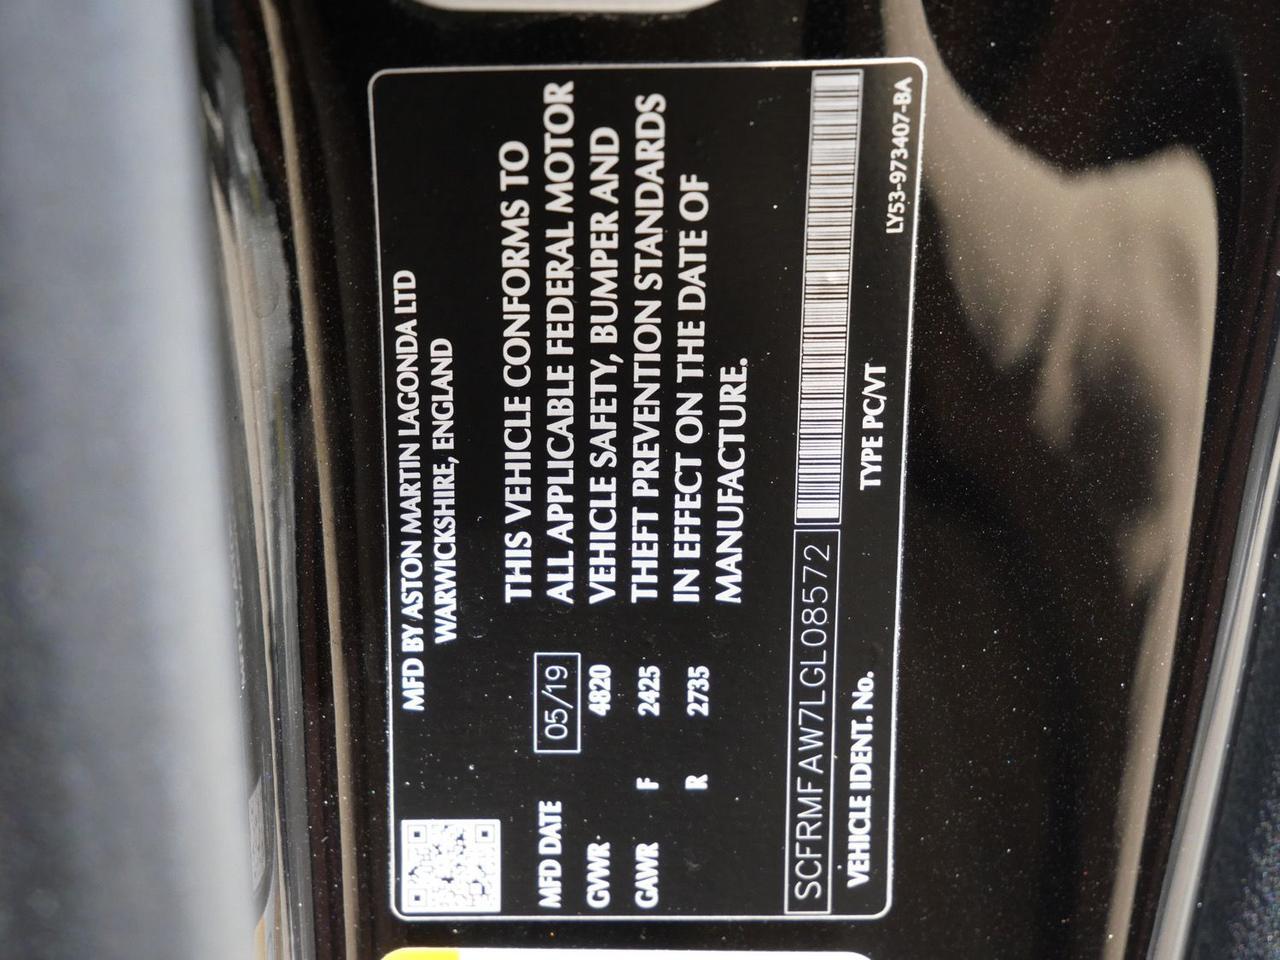 MFD BY ASTON MARTIN LAGONDA LTD
WARWICKSHIRE, ENGLAND
MFD DATE 05/19
GVWR 4820
GAWR F 2425
R 2735
THIS VEHICLE CONFORMS TO
ALL APPLICABLE FEDERAL MOTOR
VEHICLE SAFETY, BUMPER AND
THEFT PREVENTION STANDARDS
IN EFFECT ON THE DATE OF
MANUFACTURE.
SCFRMFAW7LGL08572
VEHICLE IDENT. No.
TYPE PC/VT
LY53-973407-BA